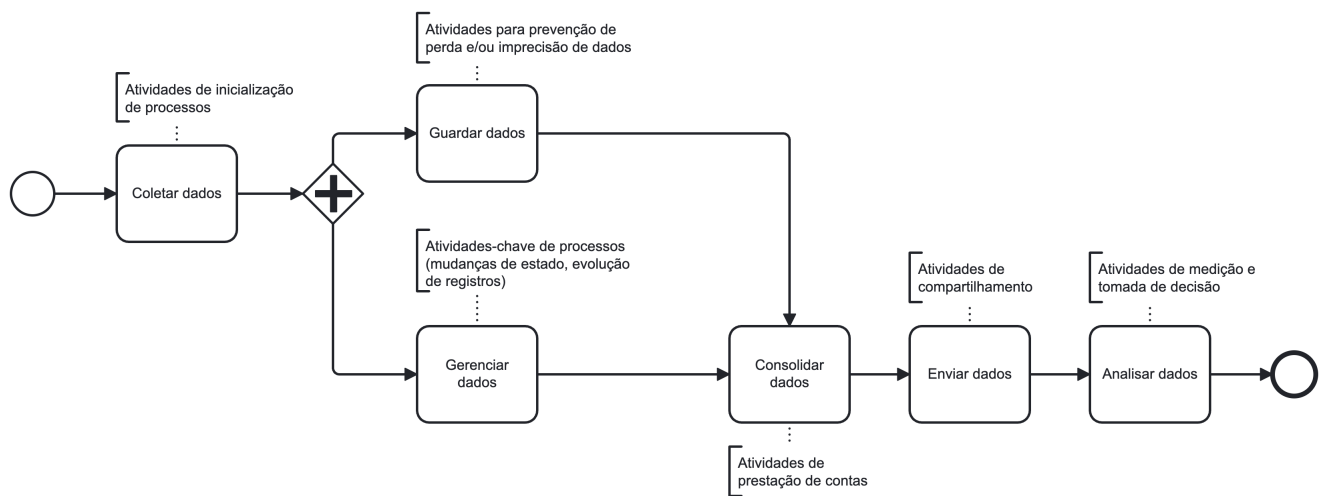 Atividades para prevenção de
perda e/ou imprecisão de dados
Atividades de inicialização
de processos
Guardar dados
Coletar dados
Atividades-chave de processos
(mudanças de estado, evolução
de registros)
Atividades de
compartilhamento
Atividades de medição e
tomada de decisão
Gerenciar
dados
Consolidar
dados
Enviar dados
Analisar dados
Atividades de
prestação de contas